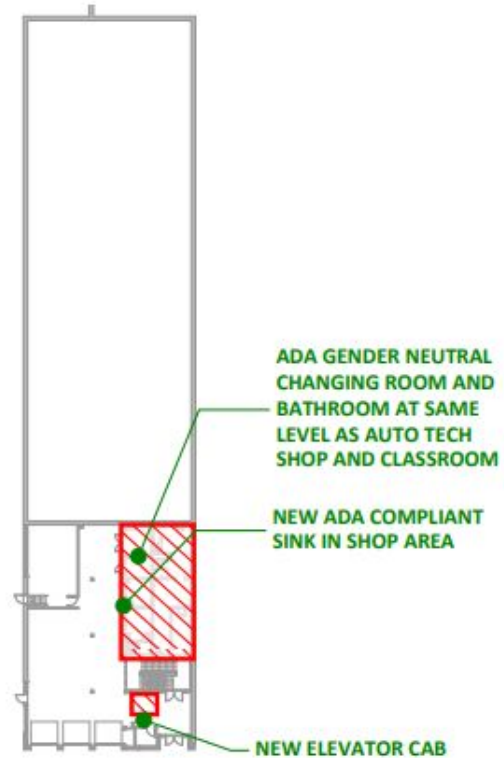 ADA GENDER NEUTRAL
CHANGING ROOM AND
BATHROOM AT SAME
LEVEL AS AUTO TECH
SHOP AND CLASSROOM
NEW ADA COMPLIANT
SINK IN SHOP AREA
NEW ELEVATOR CAB